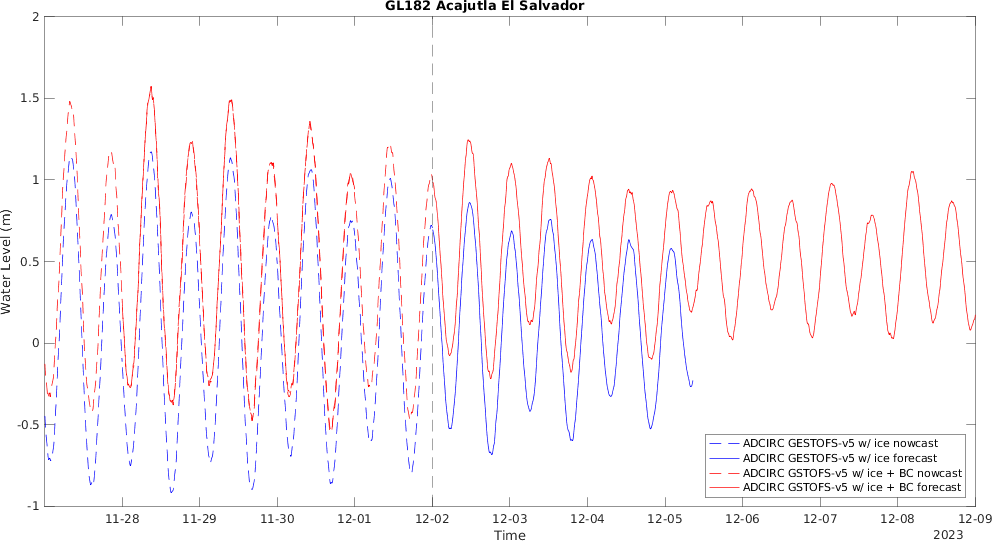 GL182 Acajutla El Salvador
2
1.5
1
0.5
0
-0.5
-1
Water Level (m)
11-28
11-29
11-30
12-01
12-02
12-03
12-04
12-05
12-06
12-07
12-08
12-09
Time
2023
ADCIRC GESTOFS-v5 w/ ice nowcast
ADCIRC GESTOFS-v5 w/ ice forecast
ADCIRC GSTOFS-v5 w/ ice + BC nowcast
ADCIRC GSTOFS-v5 w/ ice + BC forecast